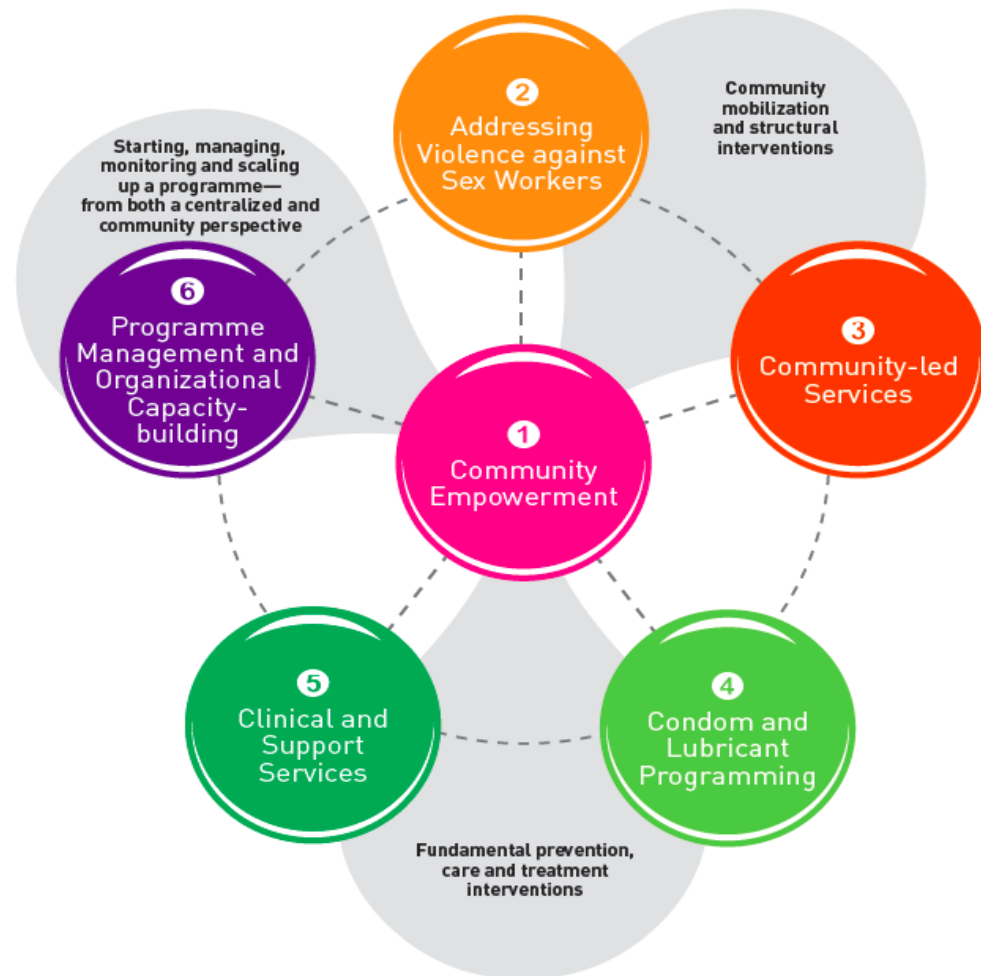 1
Community
Empowerment
2
Addressing
Violence against
Sex Workers
Community
mobilization
and structural
interventions
3
Community-led
Services
4
Condom and
Lubricant
Programming
Fundamental prevention,
care and treatment
interventions
5
Clinical and
Support
Services
6
Programme
Management and
Organizational
Capacity-
building
Starting, managing,
monitoring and scaling
up a programme—
from both a centralized and
community perspective